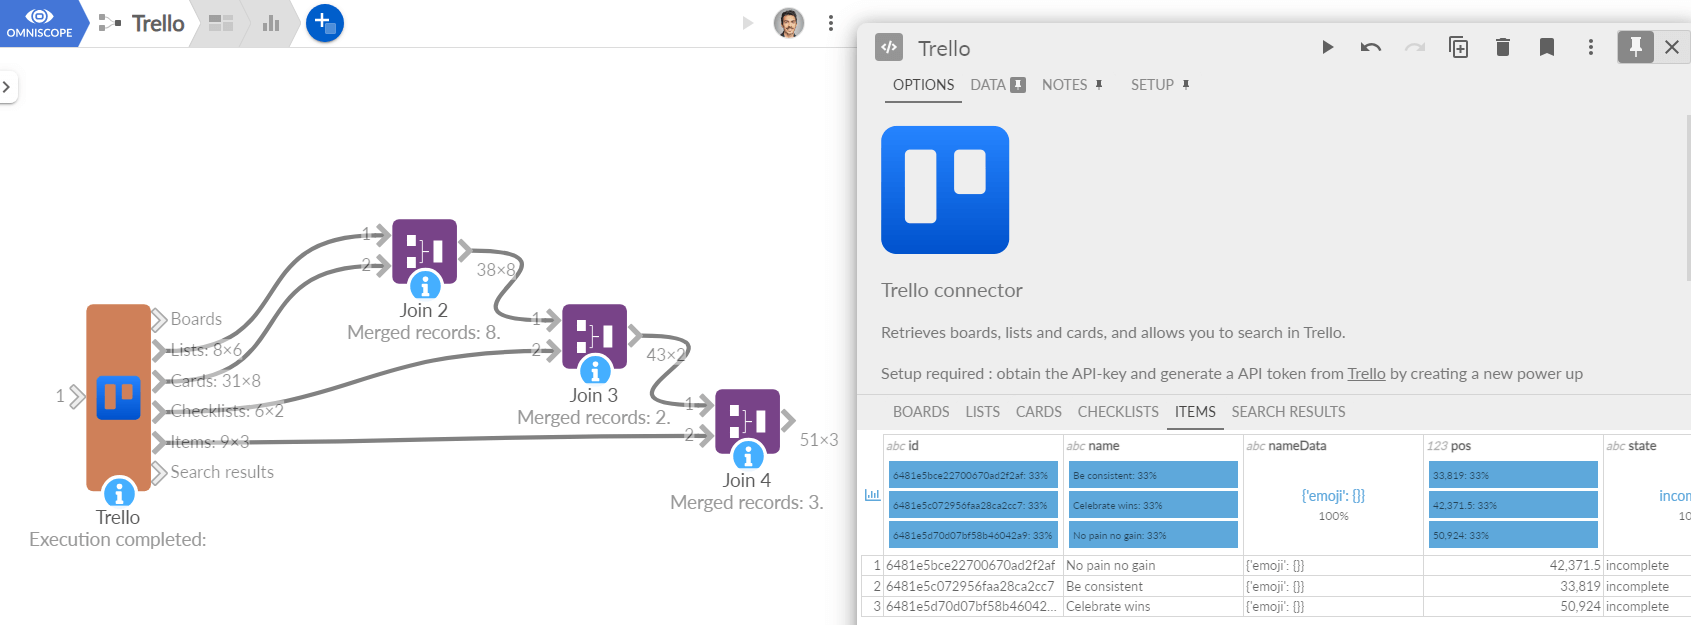 OMNISCOPE
Trello
1
2
38×8
Join 2
Merged records: 8.
1
2
43×2
Join 3
Merged records: 2.
1
2
51×3
Join 4
Merged records: 3.
1
Boards
Lists: 8×6
Cards: 31×8
Checklists: 6×2
Items: 9×3
Search results
Trello
Execution completed:
Trello
OPTIONS DATA NOTES SETUP
Trello connector
Retrieves boards, lists and cards, and allows you to search in Trello.
Setup required : obtain the API-key and generate a API token from Trello by creating a new power up
BOARDS LISTS CARDS CHECKLISTS ITEMS SEARCH RESULTS
abc id abc name abc nameData 123 pos abc state
6481e5bce22700670ad2f2af: 33% Be consistent: 33% 33,819: 33%
6481e5c072956faa28ca2cc7: 33% Celebrate wins: 33% {'emoji': {}} 42,371.5: 33% incom
6481e5d70d07bf58b46042a9: 33% No pain no gain: 33% 100% 50,924: 33% 10
1 6481e5bce22700670ad2f2af No pain no gain {'emoji': {}} 42,371.5 incomplete
2 6481e5c072956faa28ca2cc7 Be consistent {'emoji': {}} 33,819 incomplete
3 6481e5d70d07bf58b46042... Celebrate wins {'emoji': {}} 50,924 incomplete